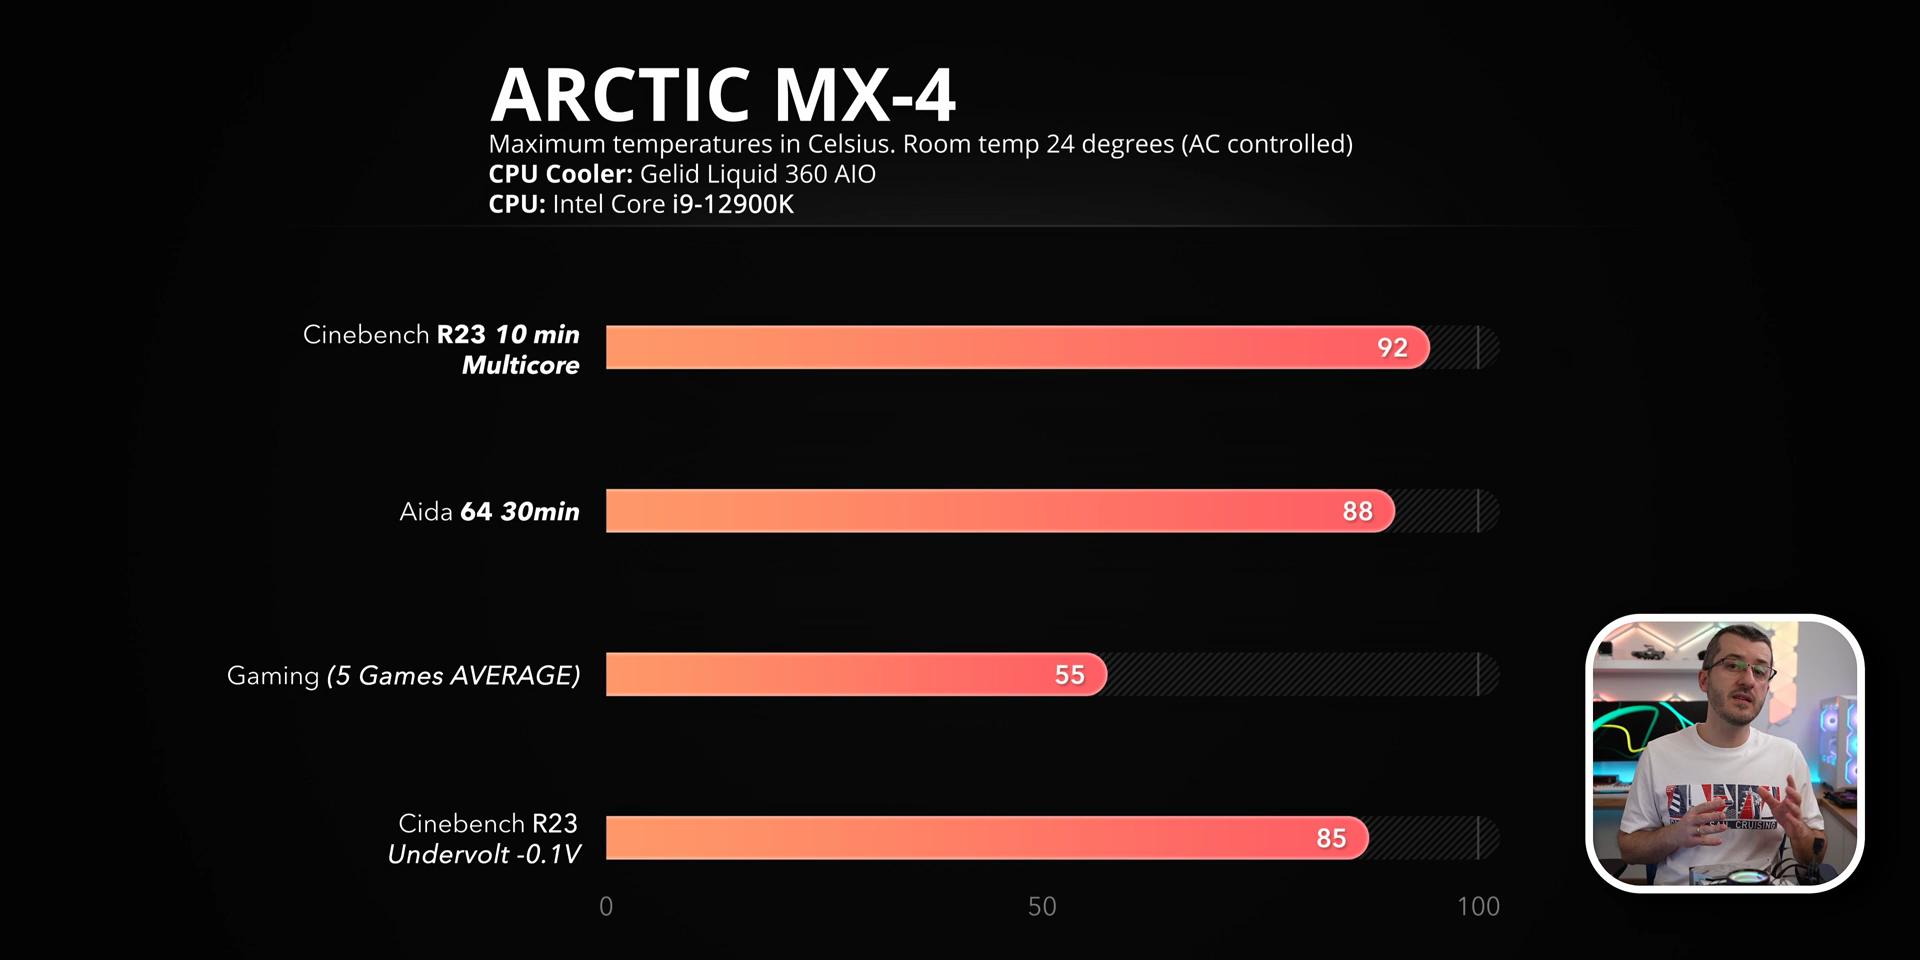 ARCTIC MX-4
Maximum temperatures in Celsius. Room temp 24 degrees (AC controlled)
CPU Cooler: Gelid Liquid 360 AIO
CPU: Intel Core i9-12900K
Cinebench R23 10 min
Multicore
92
Aida 64 30min
88
Gaming (5 Games AVERAGE)
55
Cinebench R23
Undervolt -0.1V
85
0 50 100
CRUISING